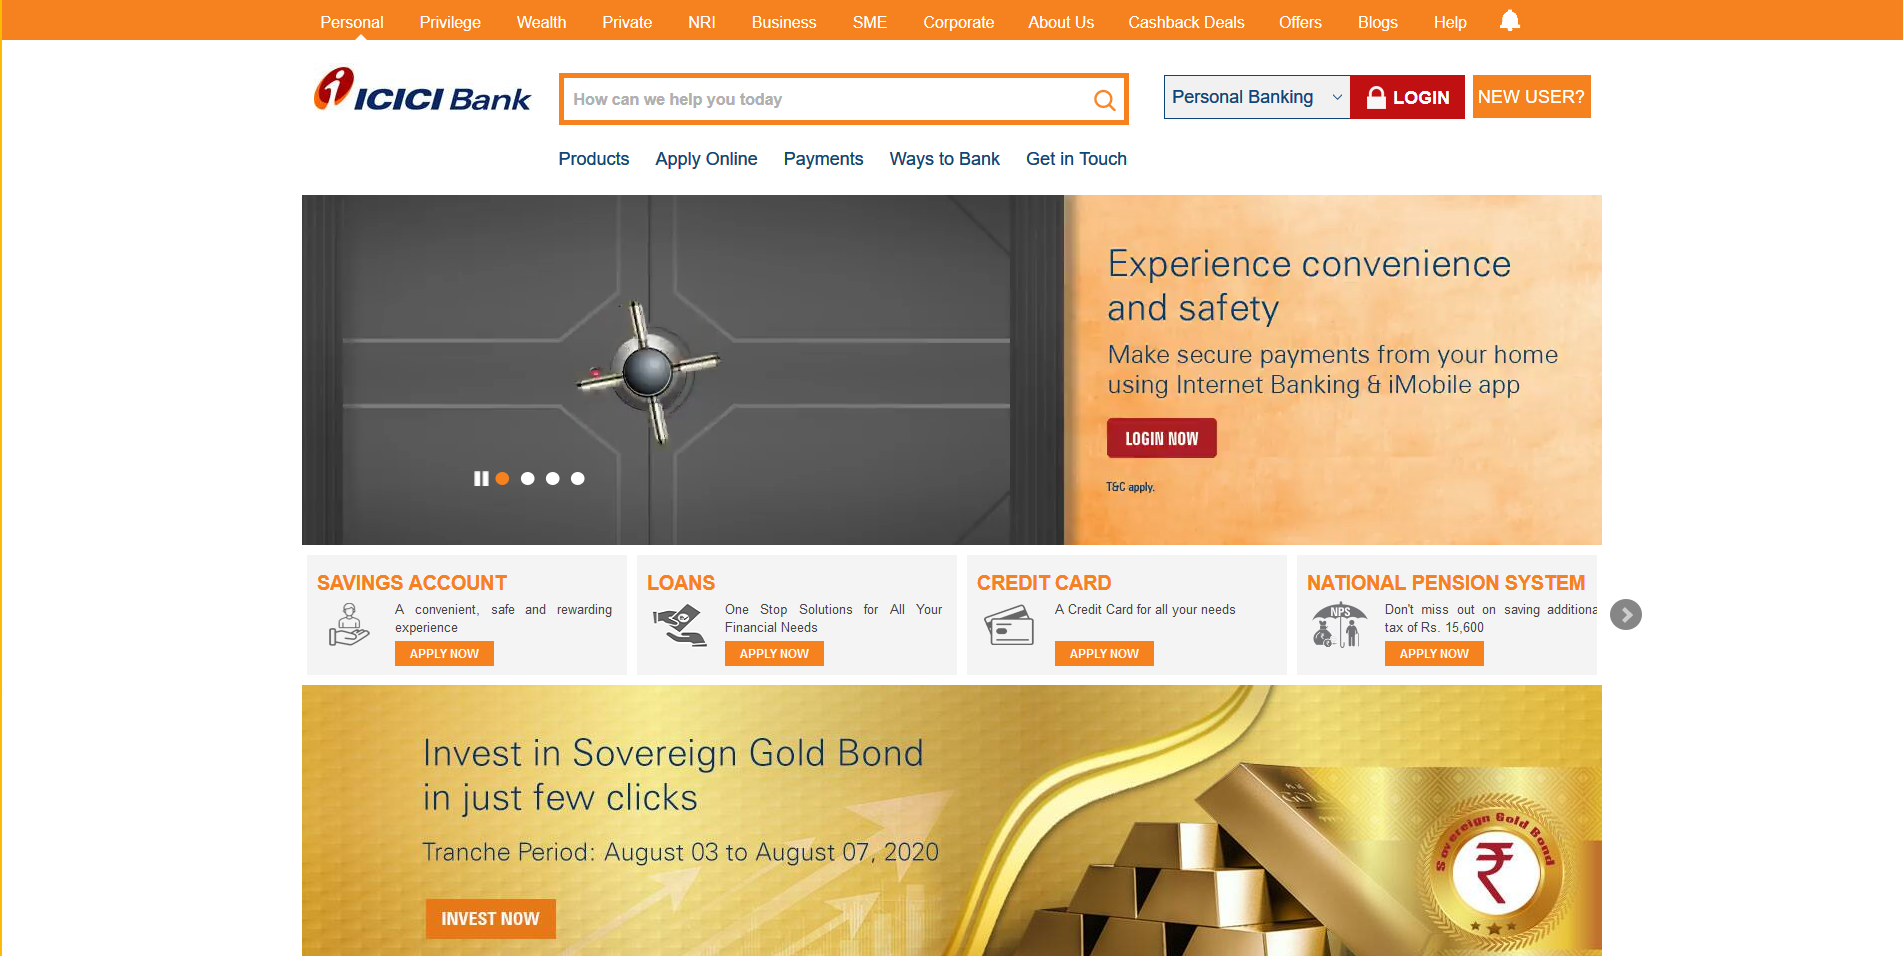 Personal Privilege Wealth Private NRI Business SME Corporate About Us Cashback Deals Offers Blogs Help
ICICI Bank
How can we help you today
Personal Banking
LOGIN
NEW USER?
Products Apply Online Payments Ways to Bank Get in Touch
Experience convenience
and safety
Make secure payments from your home
using Internet Banking & iMobile app
LOGIN NOW
T&C apply.
SAVINGS ACCOUNT
A convenient, safe and rewarding
experience
APPLY NOW
LOANS
One Stop Solutions for All Your
Financial Needs
APPLY NOW
CREDIT CARD
A Credit Card for all your needs
APPLY NOW
NATIONAL PENSION SYSTEM
NPS
Don't miss out on saving additiona
tax of Rs. 15,600
APPLY NOW
Invest in Sovereign Gold Bond
in just few clicks
Tranche Period: August 03 to August 07, 2020
INVEST NOW
Sovereign Gold Bond
₹